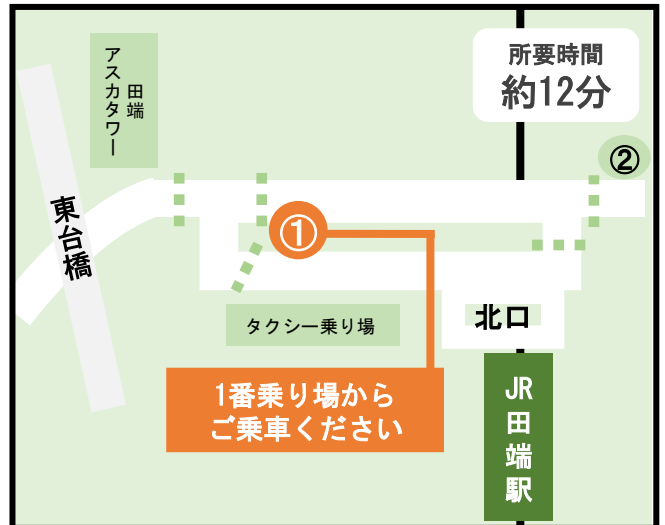 所要時間
約12分
田端
アスカタワー
②
東台橋
①
タクシー乗り場
北口
1番乗り場から
ご乗車ください
JR田端駅